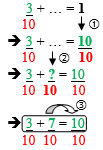 3 + ... = 1
10
①
➔ 3 + ... = 10
10 10
②
➔ 3 + ? = 10
10 10 10
③
➔ 3 + 7 = 10
10 10 10